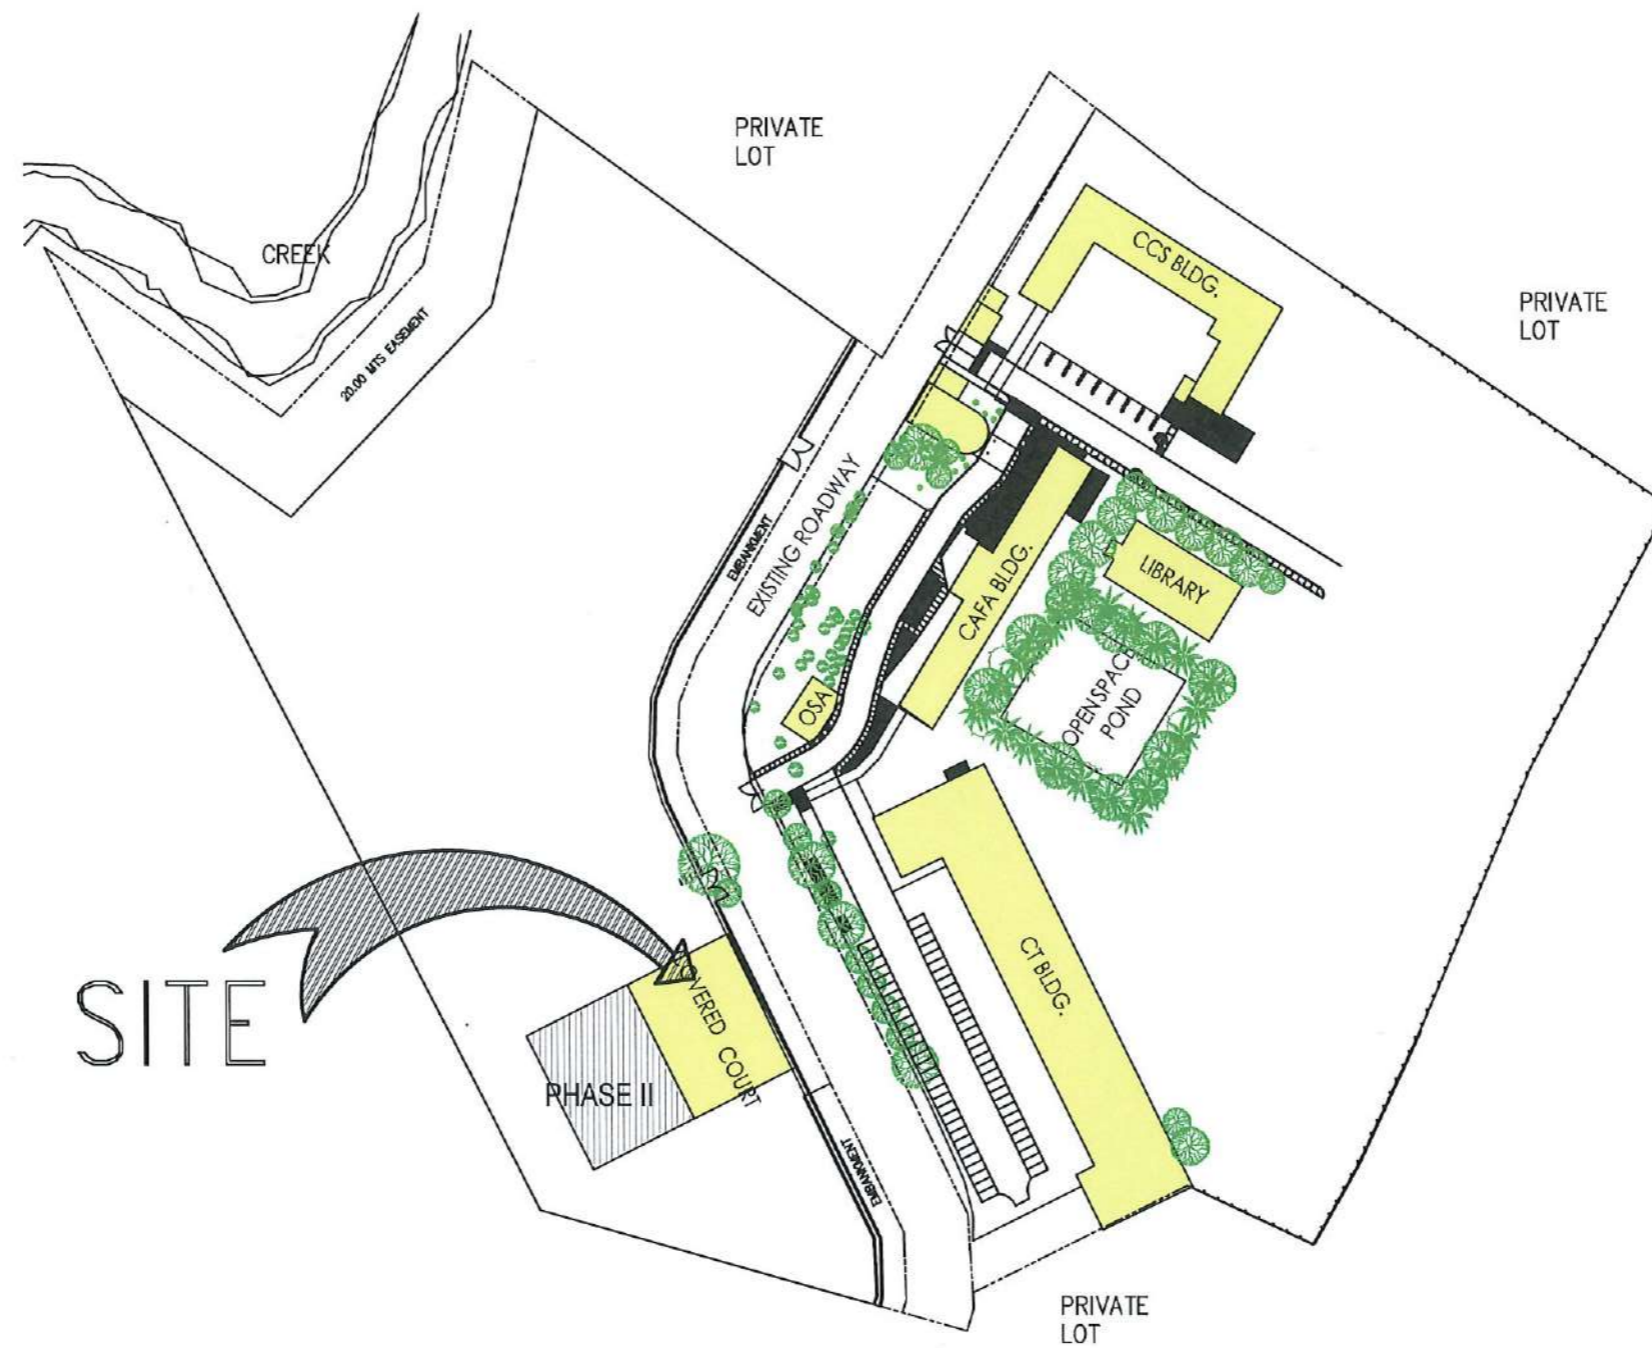 PRIVATE
LOT
CREEK
20.00 MTS EASEMENT
CCS BLDG.
PRIVATE
LOT
EMBANKMENT
EXISTING ROADWAY
CAFA BLDG.
LIBRARY
OSA
OPENSPACE
POND
SITE
COVERED COURT
PHASE II
CT BLDG.
EMBANKMENT
PRIVATE
LOT